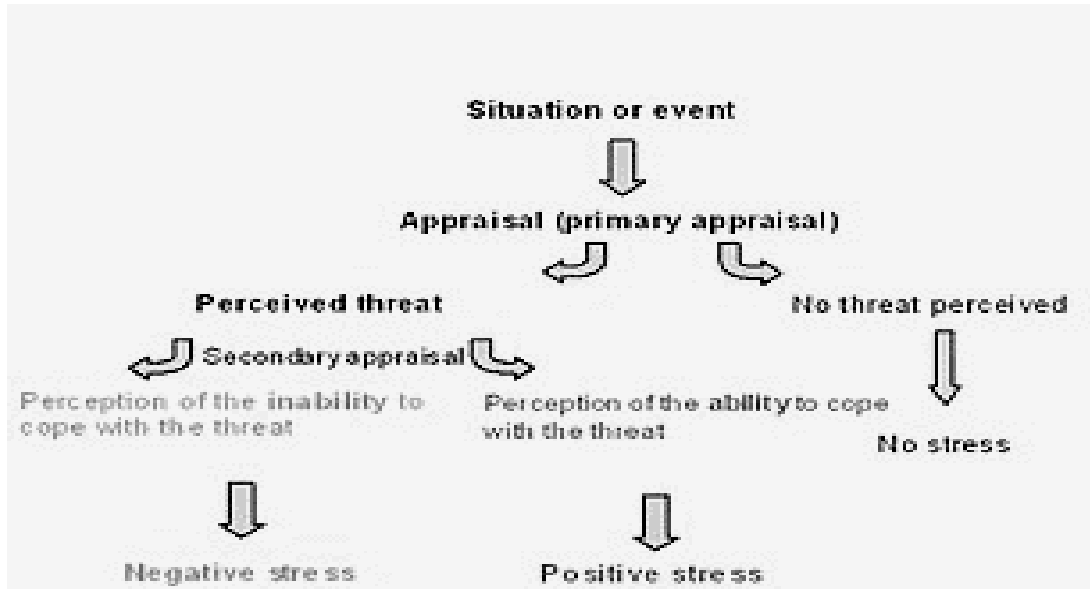 Situation or event
Appraisal (primary appraisal)
Perceived threat
No threat perceived
Secondary appraisal
Perception of the inability to
cope with the threat
Perception of the ability to cope
with the threat
No stress
Negative stress
Positive stress